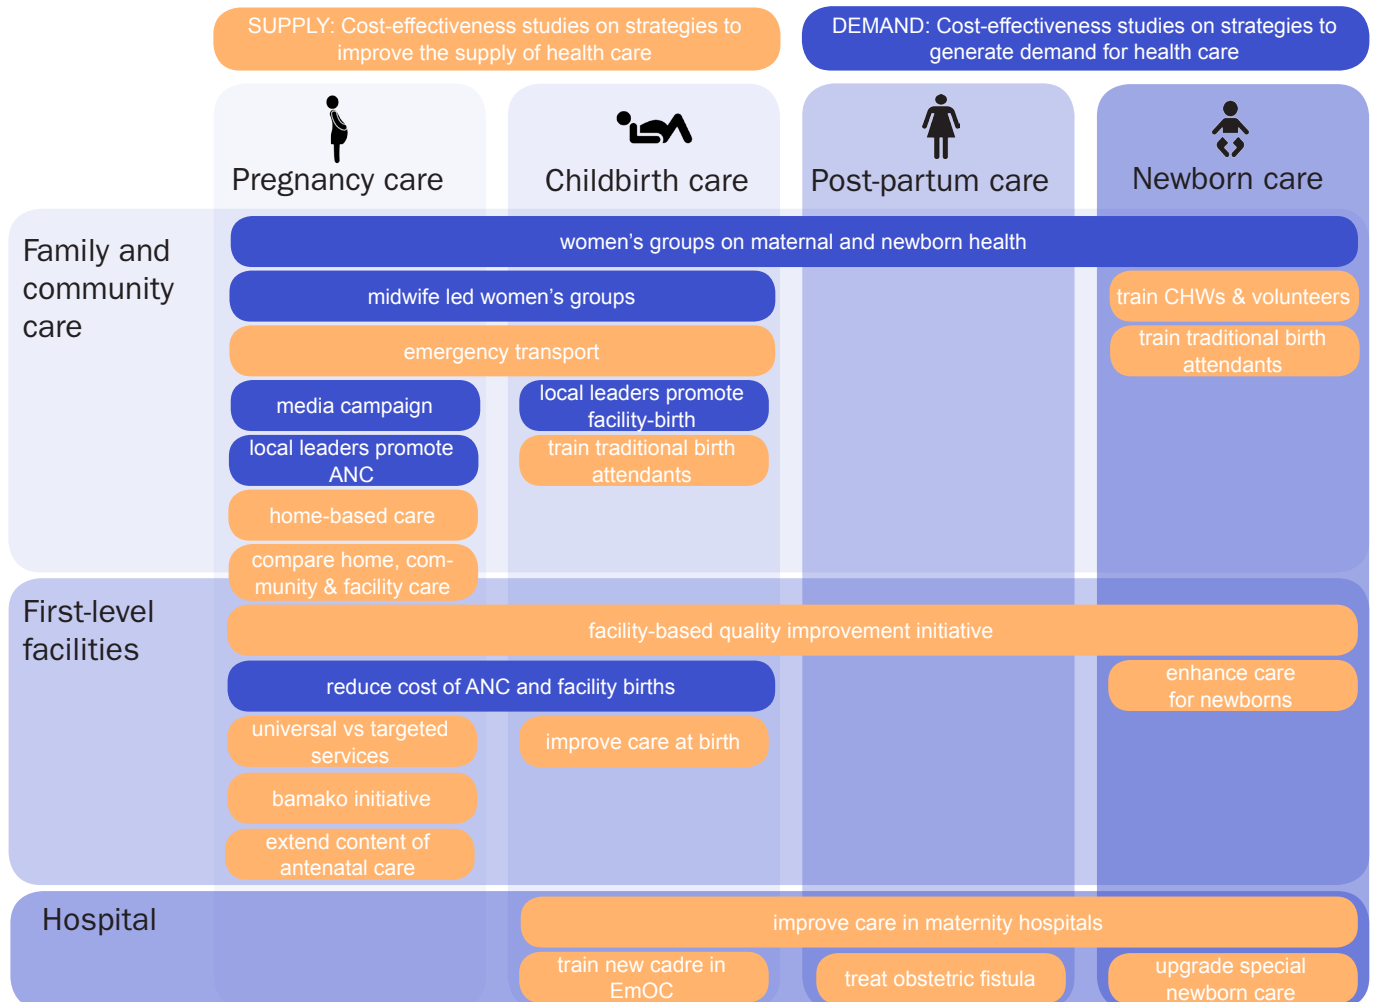 SUPPLY: Cost-effectiveness studies on strategies to
improve the supply of health care
DEMAND: Cost-effectiveness studies on strategies to
generate demand for health care
Pregnancy care
Childbirth care
Post-partum care
Newborn care
Family and
community
care
women’s groups on maternal and newborn health
midwife led women’s groups
train CHWs & volunteers
emergency transport
train traditional birth
attendants
media campaign
local leaders promote
facility-birth
local leaders promote
ANC
train traditional birth
attendants
home-based care
compare home, com-
munity & facility care
First-level
facilities
facility-based quality improvement initiative
reduce cost of ANC and facility births
enhance care
for newborns
universal vs targeted
services
improve care at birth
bamako initiative
extend content of
antenatal care
Hospital
improve care in maternity hospitals
train new cadre in
EmOC
treat obstetric fistula
upgrade special
newborn care